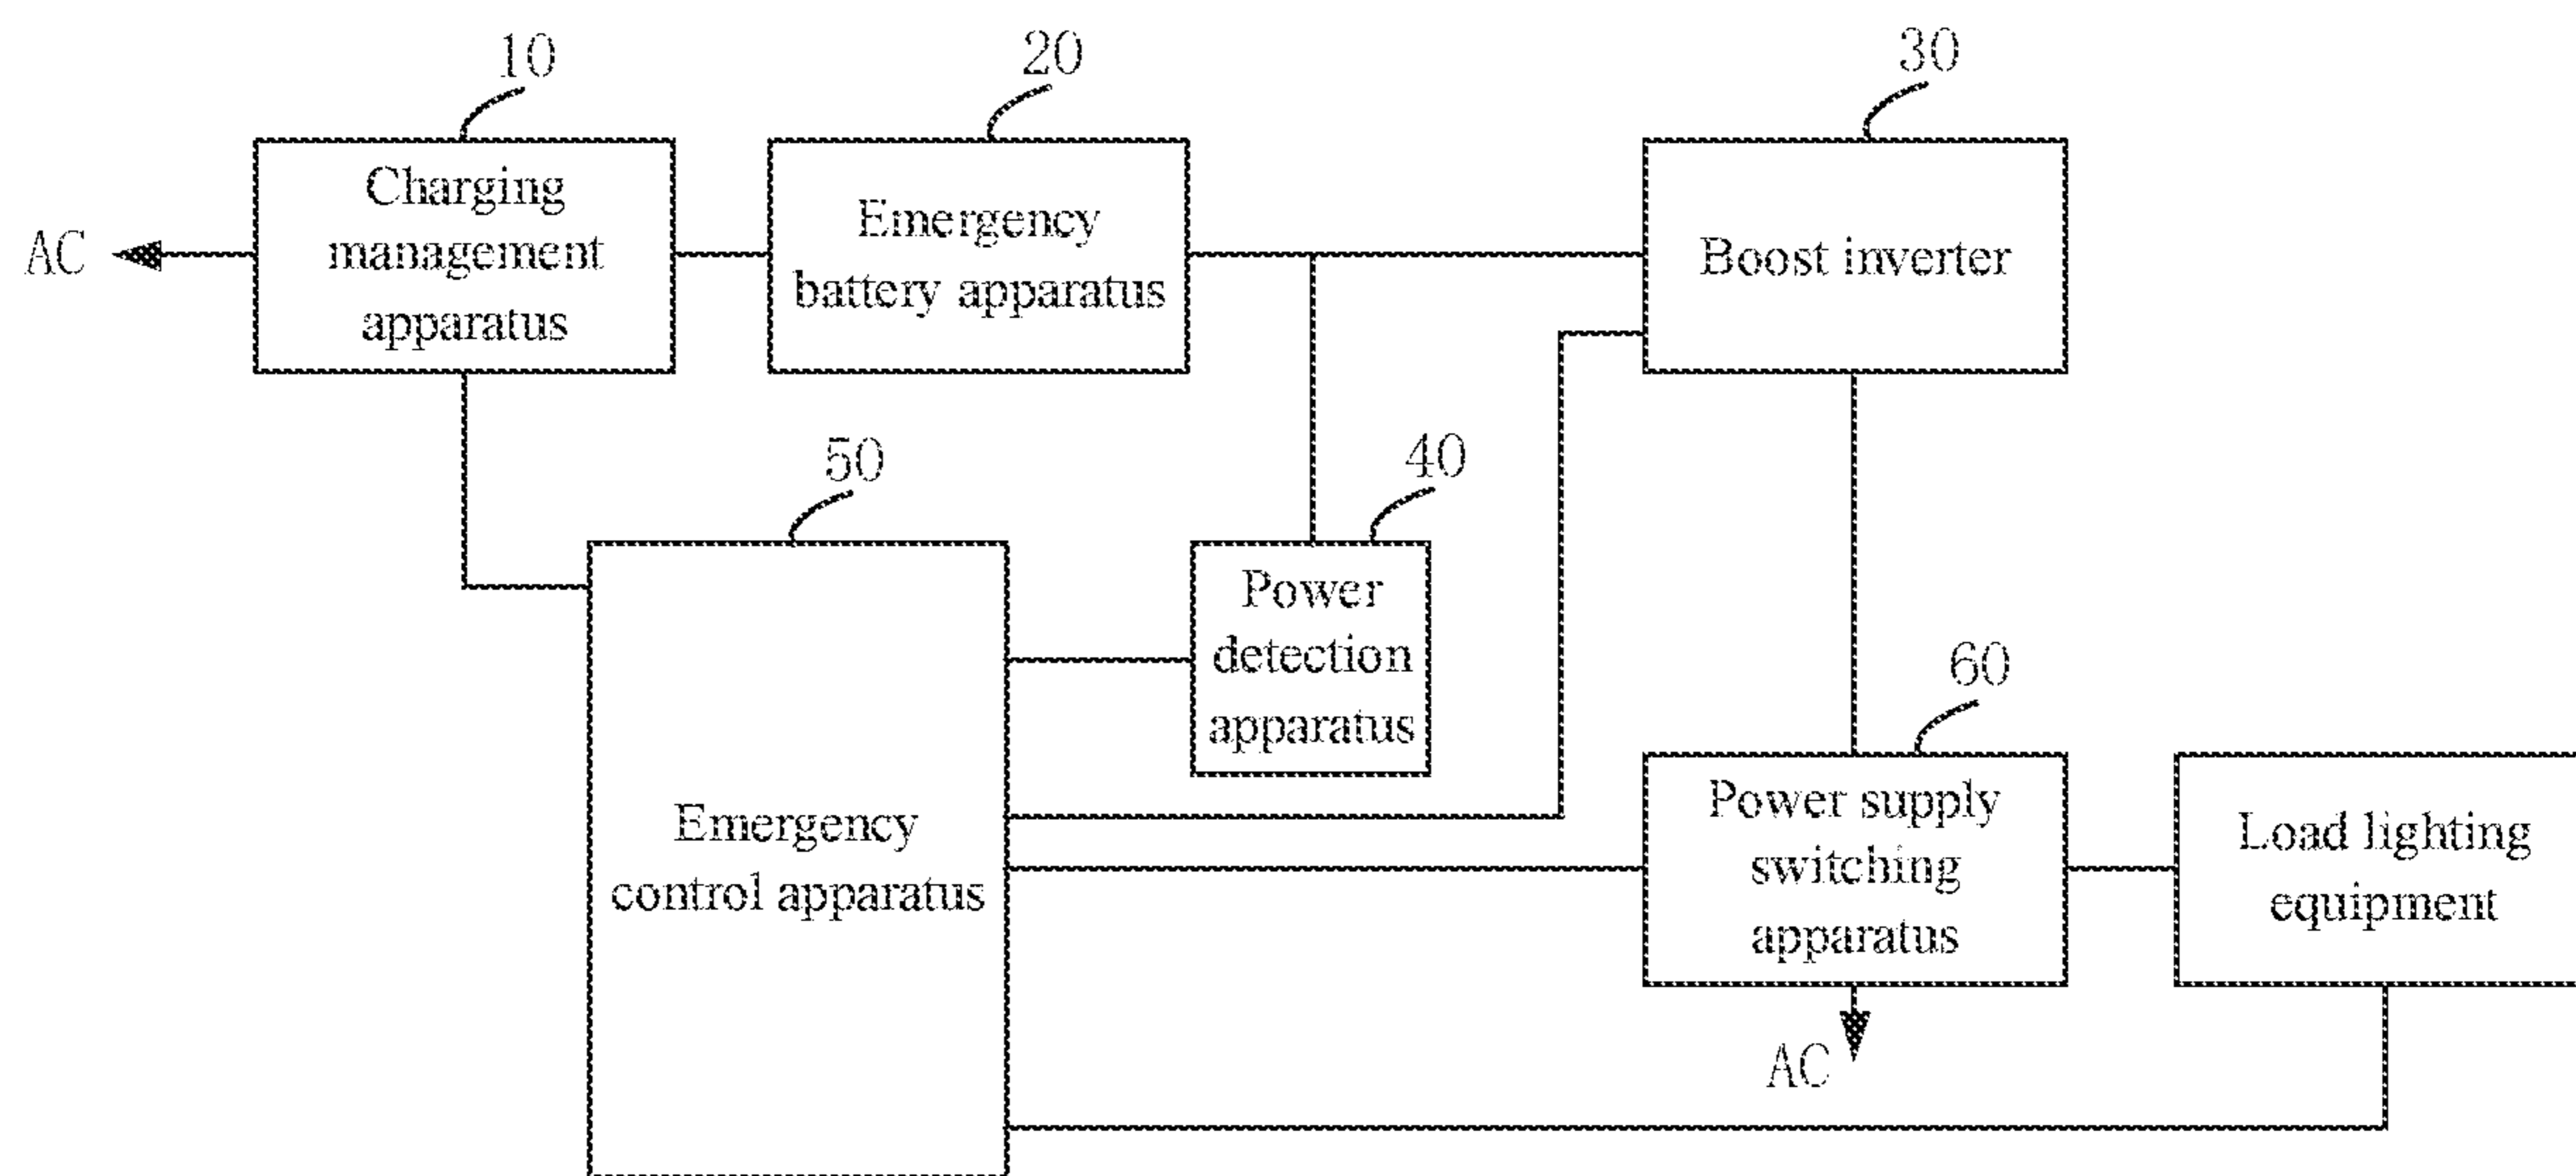 10
20
30
AC
Charging
management
apparatus
Emergency
battery apparatus
Boost inverter
50
40
Power
detection
apparatus
Emergency
control apparatus
60
Power supply
switching
apparatus
Load lighting
equipment
AC